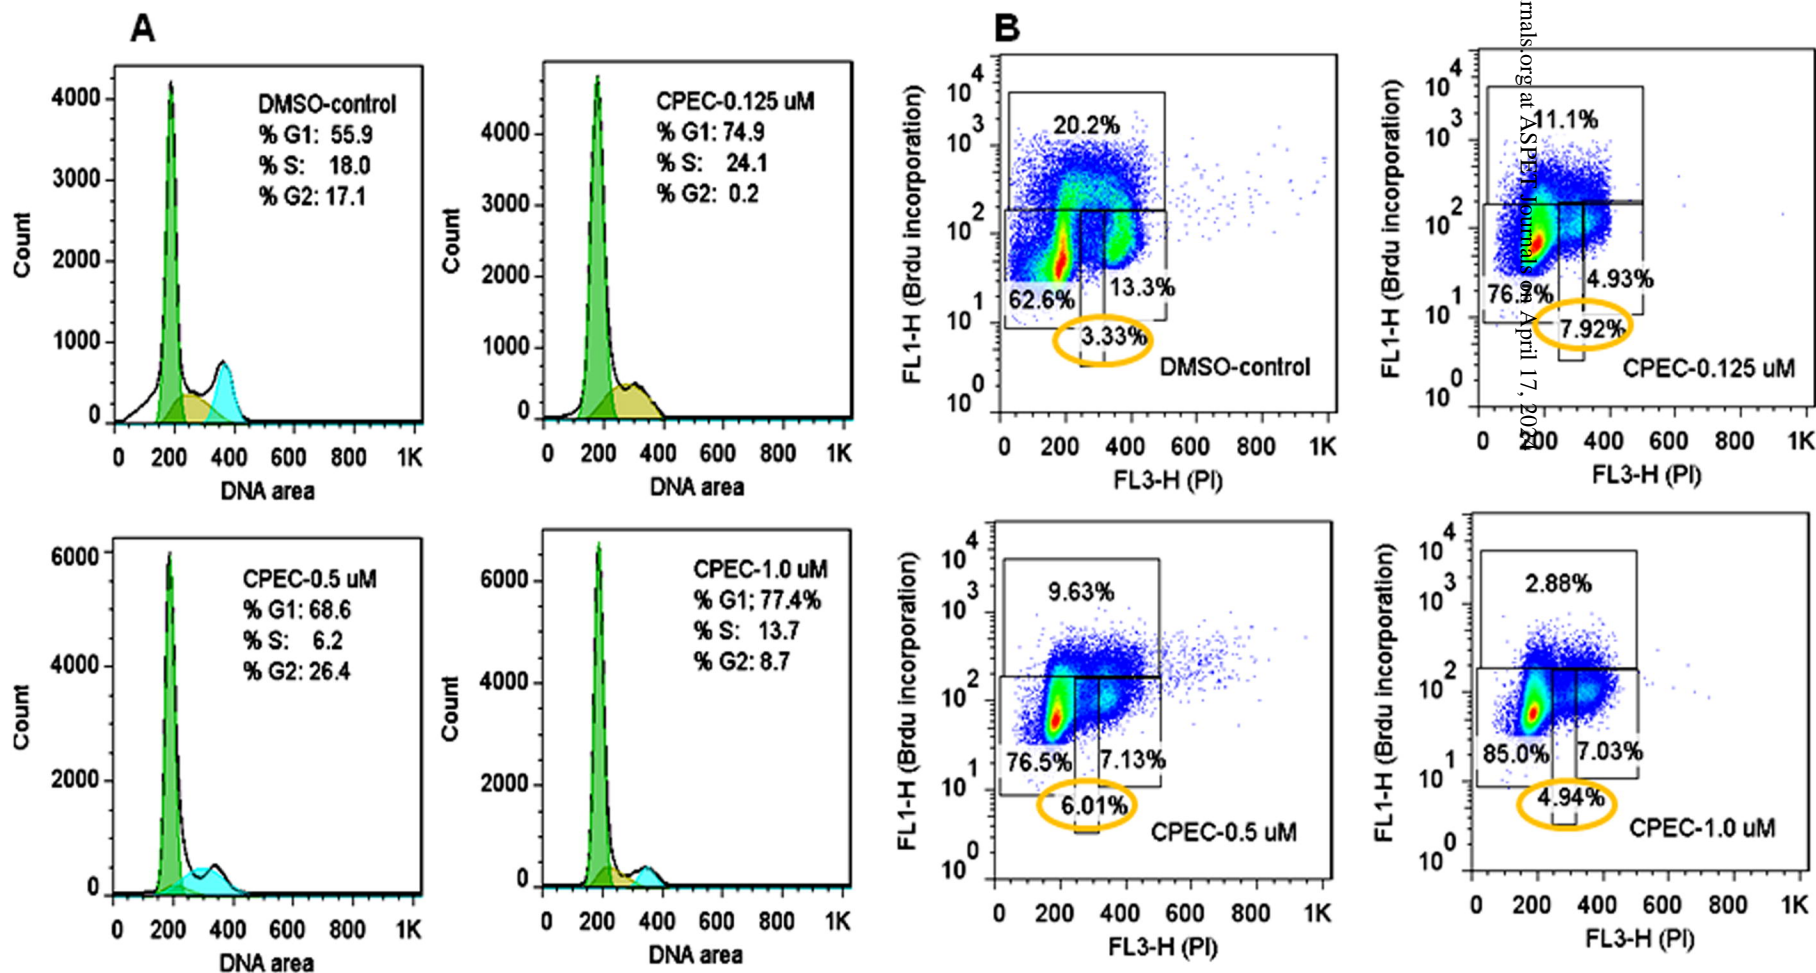 A
DMSO-control
% G1: 55.9
% S: 18.0
% G2: 17.1
4000
3000
2000
1000
0
Count
0 200 400 600 800 1K
DNA area
CPEC-0.125 uM
% G1: 74.9
% S: 24.1
% G2: 0.2
4000
3000
2000
1000
0
Count
0 200 400 600 800 1K
DNA area
CPEC-0.5 uM
% G1: 68.6
% S: 6.2
% G2: 26.4
6000
4000
2000
0
Count
0 200 400 600 800 1K
DNA area
CPEC-1.0 uM
% G1; 77.4%
% S: 13.7
% G2: 8.7
6000
4000
2000
0
Count
0 200 400 600 800 1K
DNA area
B
FL1-H (Brdu incorporation)
10 4
10 3
10 2
10 1
10 0
20.2%
62.6%
13.3%
3.33%
DMSO-control
0 200 400 600 800 1K
FL3-H (PI)
FL1-H (Brdu incorporation)
10 4
10 3
10 2
10 1
10 0
11.1%
4.93%
7.92%
CPEC-0.125 uM
0 200 400 600 800 1K
FL3-H (PI)
at ASPET Journals on April 17,
FL1-H (Brdu incorporation)
10 4
10 3
10 2
10 1
10 0
9.63%
76.5%
7.13%
6.01%
CPEC-0.5 uM
0 200 400 600 800 1K
FL3-H (PI)
FL1-H (Brdu incorporation)
10 4
10 3
10 2
10 1
10 0
2.88%
85.0%
7.03%
4.94%
CPEC-1.0 uM
0 200 400 600 800 1K
FL3-H (PI)